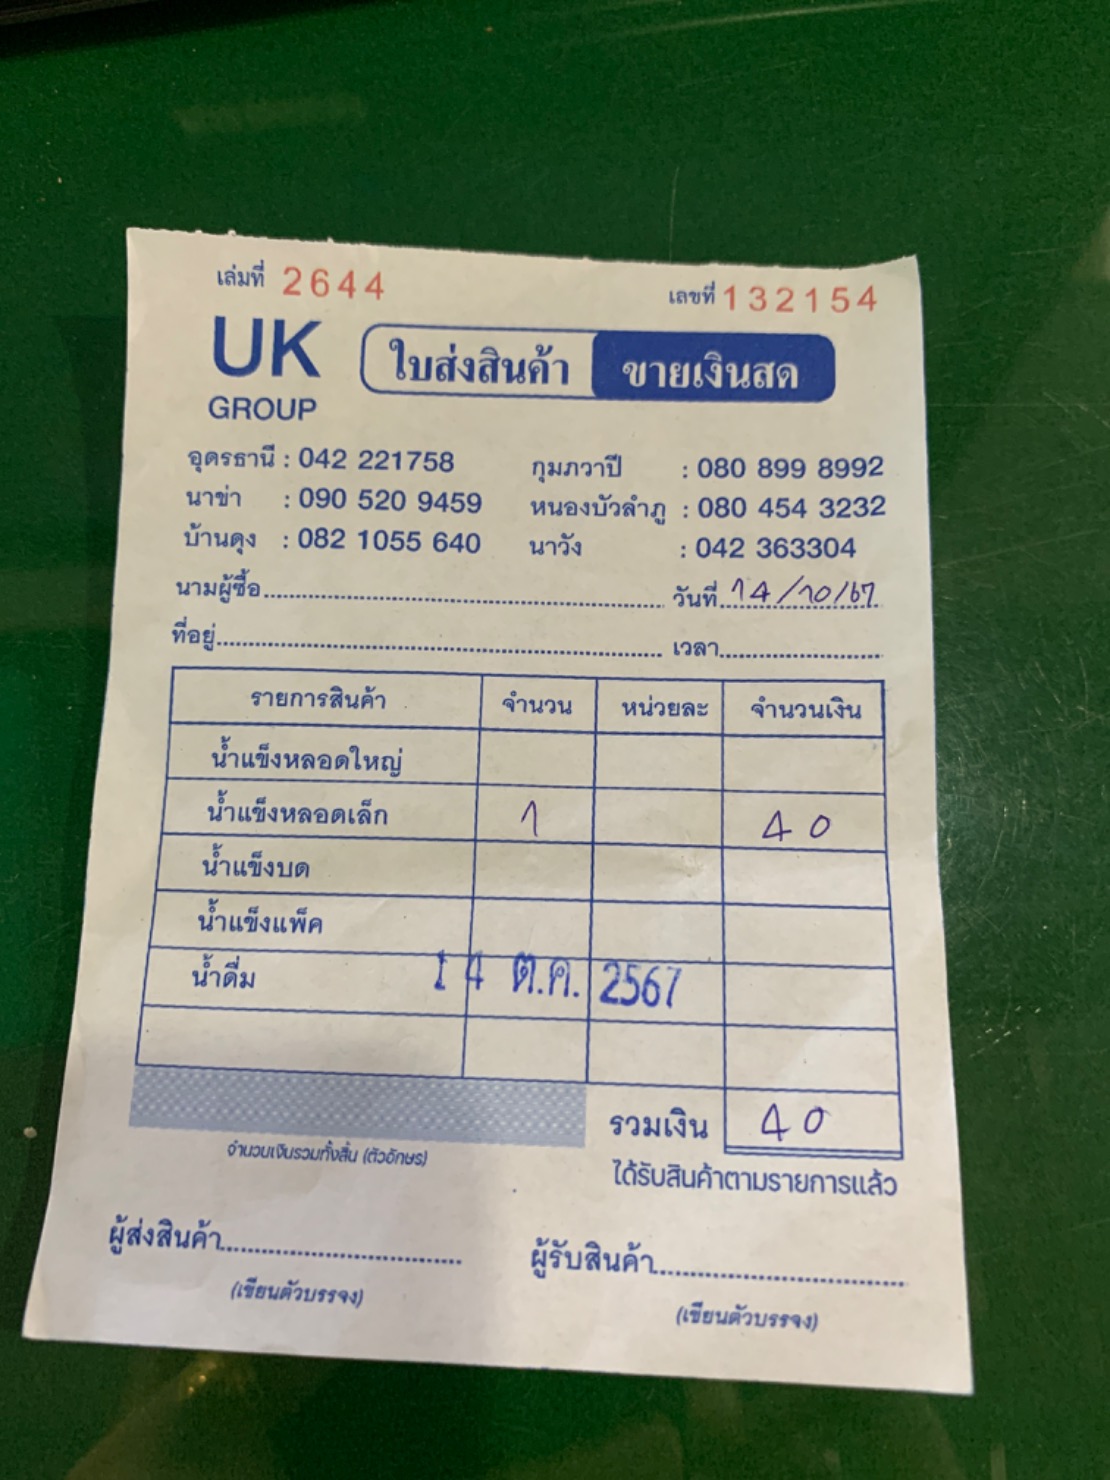 เล่มที่ 2644 เลขที่ 132154
UK ใบส่งสินค้า ขายเงินสด
GROUP
อุดรธานี : 042 221758 กุมภวาปี : 080 899 8992
นาข่า : 090 520 9459 หนองบัวลำภู : 080 454 3232
บ้านดุง : 082 1055 640 นาวัง : 042 363304
นามผู้ซื้อ วันที่ 14/10/67
ที่อยู่ เวลา
รายการสินค้า จำนวน หน่วยละ จำนวนเงิน
น้ำแข็งหลอดใหญ่
น้ำแข็งหลอดเล็ก 1 40
น้ำแข็งบด
น้ำแข็งแพ็ค
น้ำดื่ม 14 ต.ค. 2567
รวมเงิน 40
จำนวนเงินรวมทั้งสิ้น (ตัวอักษร)
ได้รับสินค้าตามรายการแล้ว
ผู้ส่งสินค้า ผู้รับสินค้า
(เขียนตัวบรรจง) (เขียนตัวบรรจง)